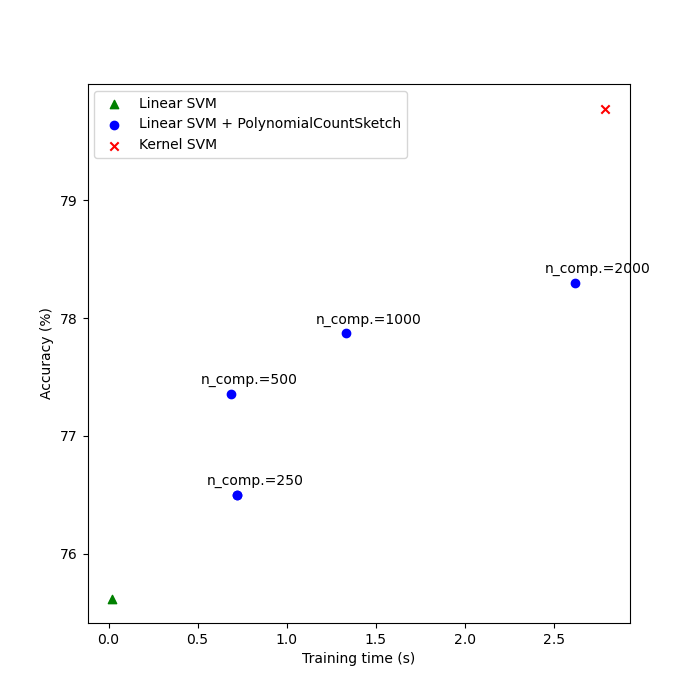 Linear SVM
Linear SVM + PolynomialCountSketch
Kernel SVM
n_comp.=2000
n_comp.=1000
n_comp.=500
n_comp.=250
79
78
77
76
Accuracy (%)
0.0 0.5 1.0 1.5 2.0 2.5
Training time (s)